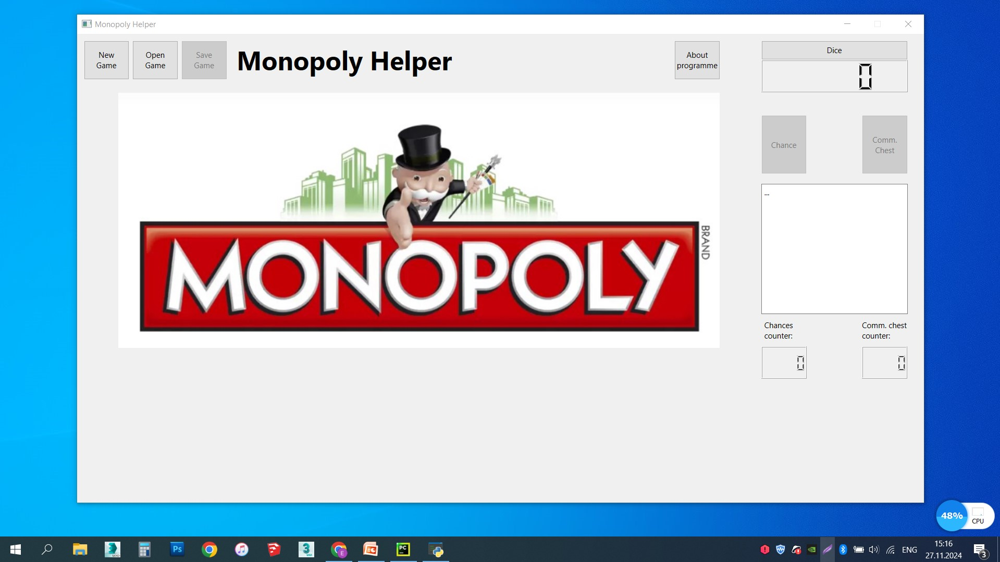 Monopoly Helper
New
Game
Open
Game
Save
Game
Monopoly Helper
About
programme
Dice
0
Chance
Comm.
Chest
...
MONOPOLY
BRAND
Chances
counter:
Comm. chest
counter:
0
0
48%
CPU
MXD
Ps
3
MAX
E
PC
ENG
15:16
27.11.2024
3